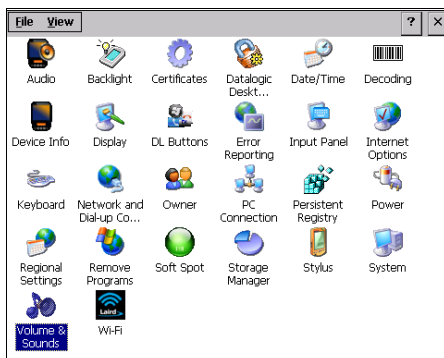 File View ? ×
Audio Backlight Certificates Datalogic Deskt... Date/Time Decoding
Device Info Display DL Buttons Error Reporting Input Panel Internet Options
Keyboard Network and Dial-up Co... Owner PC Connection Persistent Registry Power
Regional Settings Remove Programs Soft Spot Storage Manager Stylus System
Laird
Volume & Sounds Wi-Fi